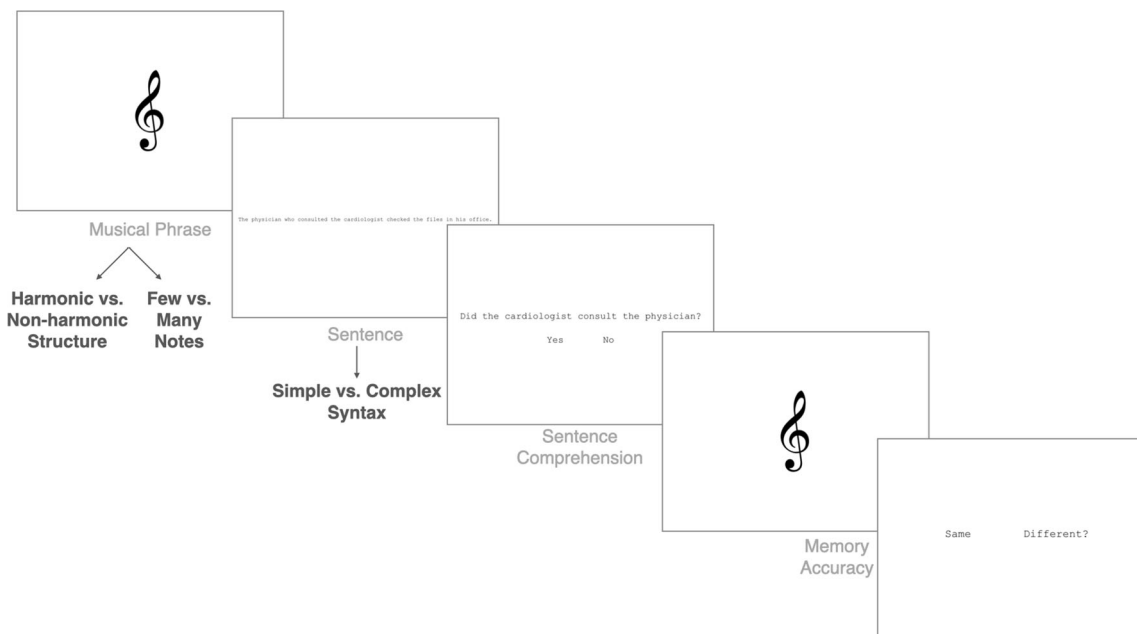 Musical Phrase
Harmonic vs.
Non-harmonic
Structure
Few vs.
Many
Notes
The physician who consulted the cardiologist checked the files in his office.
Sentence
Simple vs. Complex
Syntax
Did the cardiologist consult the physician?
Yes No
Sentence
Comprehension
Memory
Accuracy
Same Different?